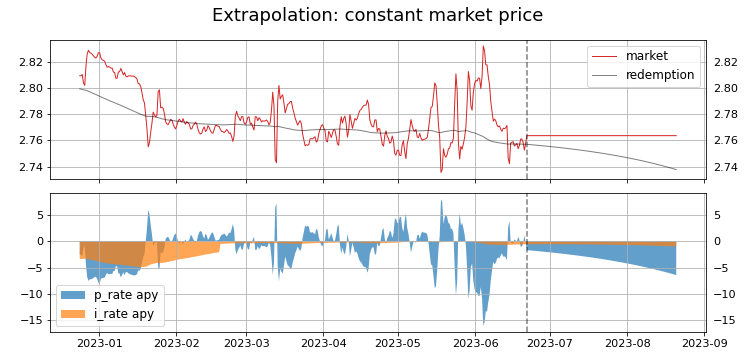 Extrapolation: constant market price
2.82 2.82
2.80 2.80
2.78 2.78
2.76 2.76
2.74 2.74
market
redemption
5 5
0 0
−5 −5
−10 −10
−15 −15
p_rate apy
i_rate apy
2023-01 2023-02 2023-03 2023-04 2023-05 2023-06 2023-07 2023-08 2023-09